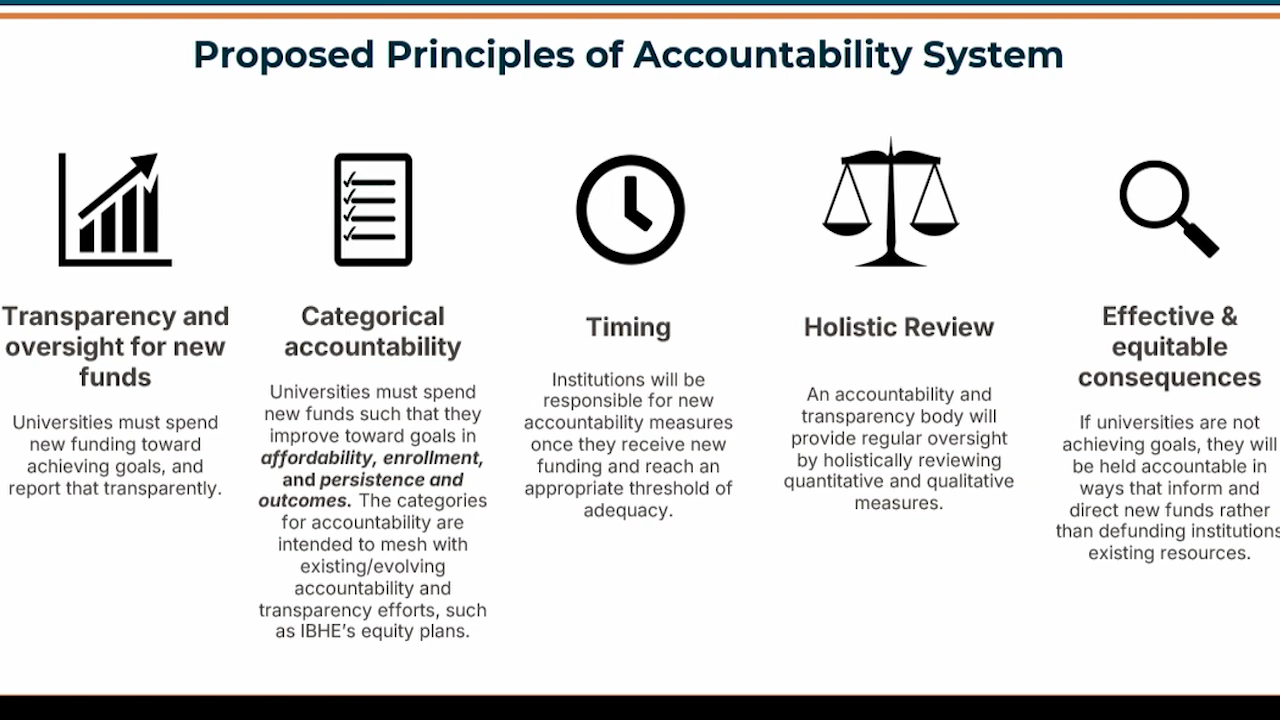 Proposed Principles of Accountability System
Transparency and
oversight for new
funds
Universities must spend
new funding toward
achieving goals, and
report that transparently.
Categorical
accountability
Universities must spend
new funds such that they
improve toward goals in
affordability, enrollment,
and persistence and
outcomes. The categories
for accountability are
intended to mesh with
existing/evolving
accountability and
transparency efforts, such
as IBHE's equity plans.
Timing
Institutions will be
responsible for new
accountability measures
once they receive new
funding and reach an
appropriate threshold of
adequacy.
Holistic Review
An accountability and
transparency body will
provide regular oversight
by holistically reviewing
quantitative and qualitative
measures.
Effective &
equitable
consequences
If universities are not
achieving goals, they will
be held accountable in
ways that inform and
direct new funds rather
than defunding institutions
existing resources.